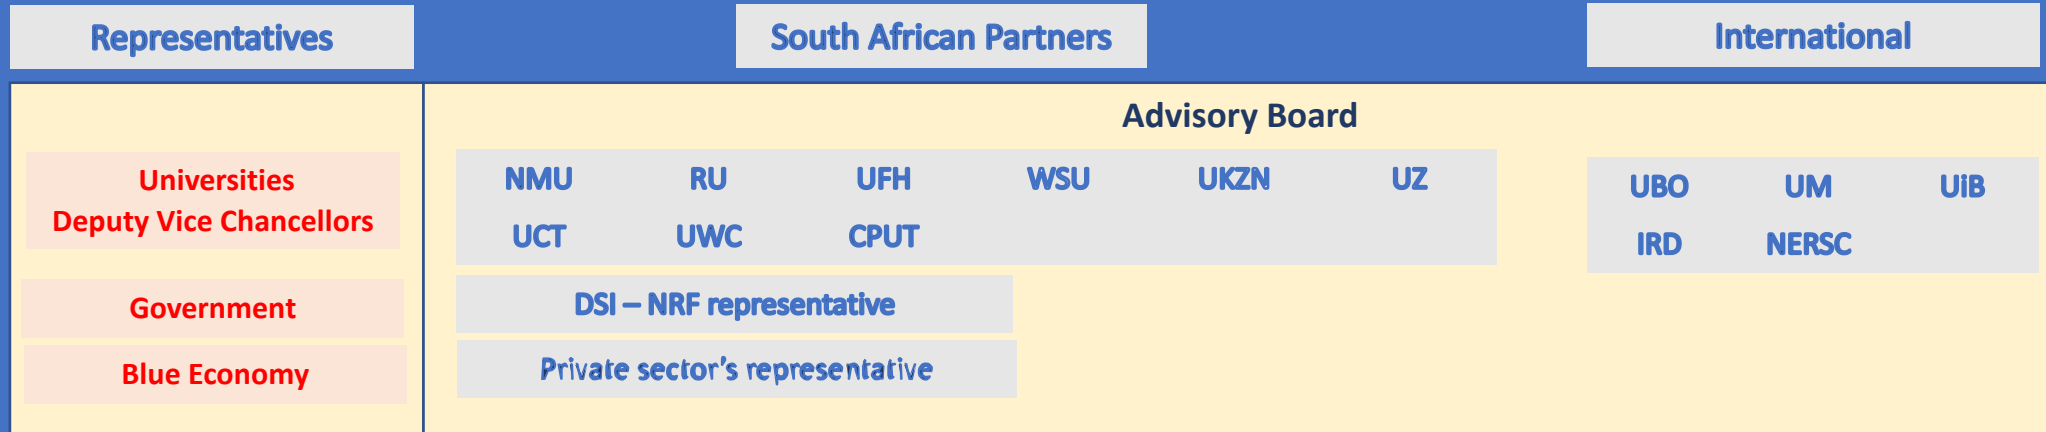 Representatives South African Partners International
Advisory Board
Universities
Deputy Vice Chancellors
NMU RU UFH WSU UKZN UZ
UCT UWC CPUT
UBO UM UiB
IRD NERSC
Government
DSI – NRF representative
Blue Economy
Private sector's representative